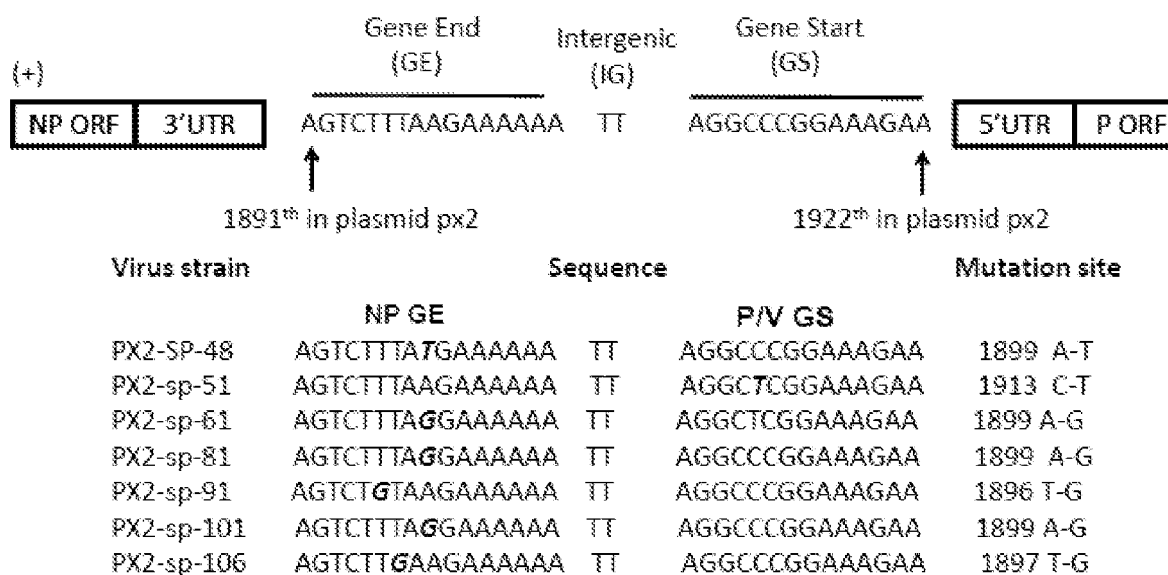 Gene End (GE)
Intergenic (IG)
Gene Start (GS)
(+)
NP ORF 3'UTR AGTCTTTAAGAAAAAA TT AGGCCCGGAAAGAA 5'UTR P ORF
1891th in plasmid px2 1922th in plasmid px2
Virus strain Sequence Mutation site
NP GE P/V GS
PX2-SP-48 AGTCTTTATGAAAAAA TT AGGCCCGGAAAGAA 1899 A-T
PX2-sp-51 AGTCTTTAAGAAAAAA TT AGGCTCGGAAAGAA 1913 C-T
PX2-sp-61 AGTCTTTAGGAAAAAA TT AGGCTCGGAAAGAA 1899 A-G
PX2-sp-81 AGTCTTTAGGAAAAAA TT AGGCCCGGAAAGAA 1899 A-G
PX2-sp-91 AGTCTGTAAGAAAAAA TT AGGCCCGGAAAGAA 1896 T-G
PX2-sp-101 AGTCTTTAGGAAAAAA TT AGGCCCGGAAAGAA 1899 A-G
PX2-sp-106 AGTCTTGAAGAAAAAA TT AGGCCCGGAAAGAA 1897 T-G